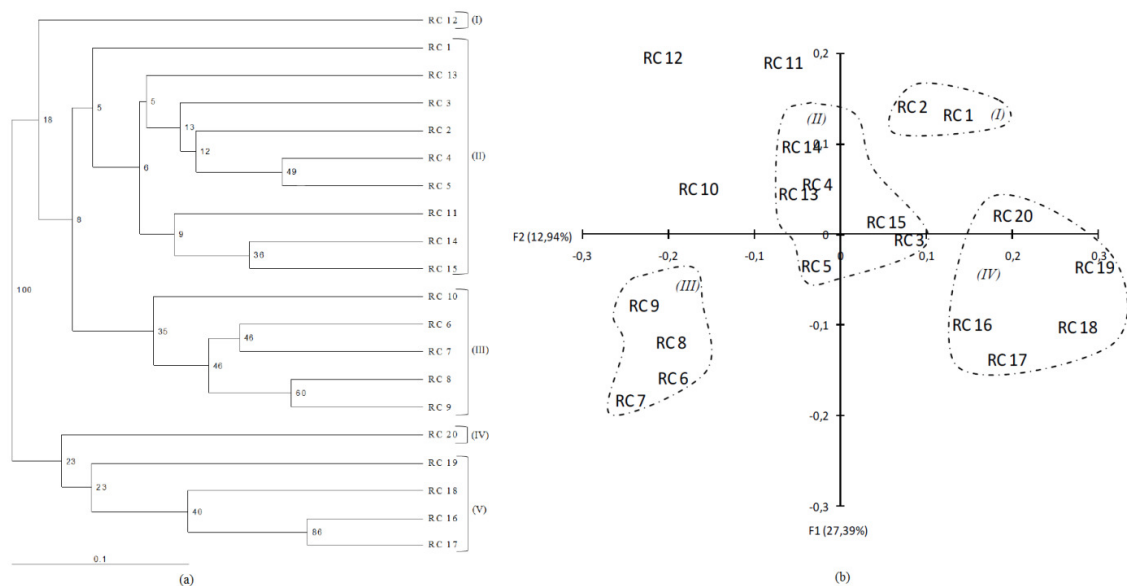 (a)
RC 12 (I)
RC 1
5
RC 13
5
RC 3
13
18
RC 2
12
RC 4
49
(II)
6
RC 5
8
RC 11
9
RC 14
36
RC 15
100
RC 10
35
RC 6
46
RC 7
(III)
46
RC 8
60
RC 9
RC 20 (IV)
23
RC 19
23
RC 18
40
(V)
RC 16
86
RC 17
0.1
(a)
(b)
0,2
RC 12
RC 11
RC 2
RC 1
(I)
(II)
0,1
RC 14
RC 4
RC 10
RC 13
RC 20
RC 15
F2 (12,94%)
0
RC 3
-0,3
-0,2
-0,1
0
0,1
0,2
0,3
RC 5
RC 19
(III)
(IV)
RC 9
RC 16
RC 18
-0,1
RC 8
RC 17
RC 6
RC 7
-0,2
-0,3
F1 (27,39%)
(b)